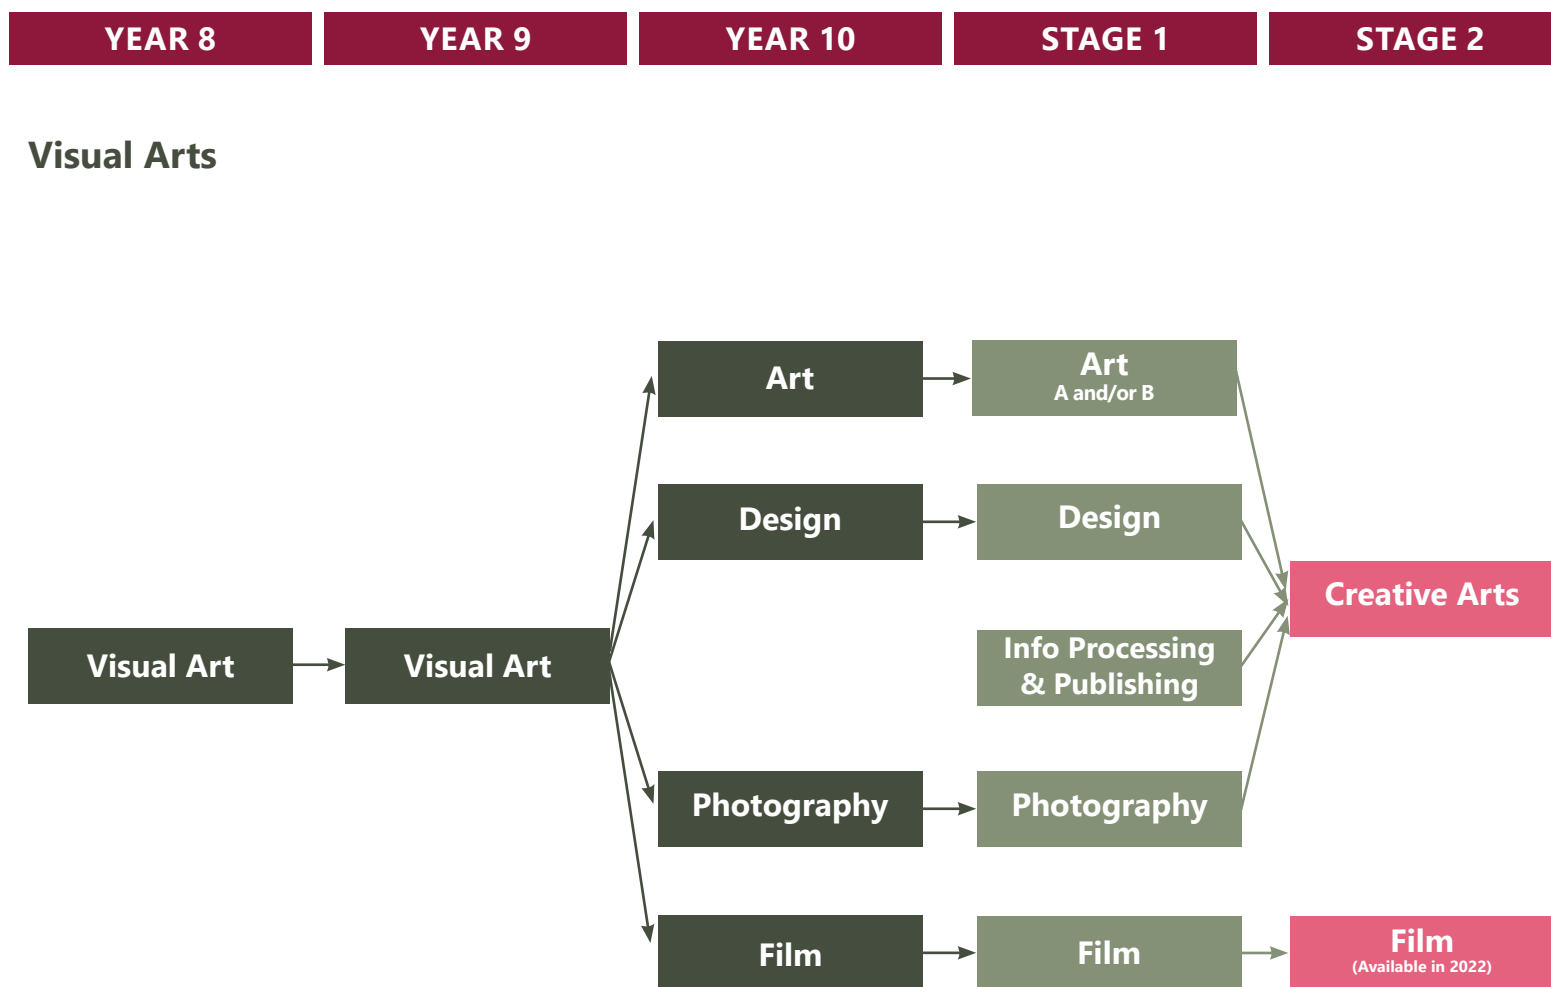 YEAR 8
YEAR 9
YEAR 10
STAGE 1
STAGE 2
Visual Arts
Art
Art
A and/or B
Design
Design
Creative Arts
Visual Art
Visual Art
Info Processing
& Publishing
Photography
Photography
Film
Film
Film
(Available in 2022)